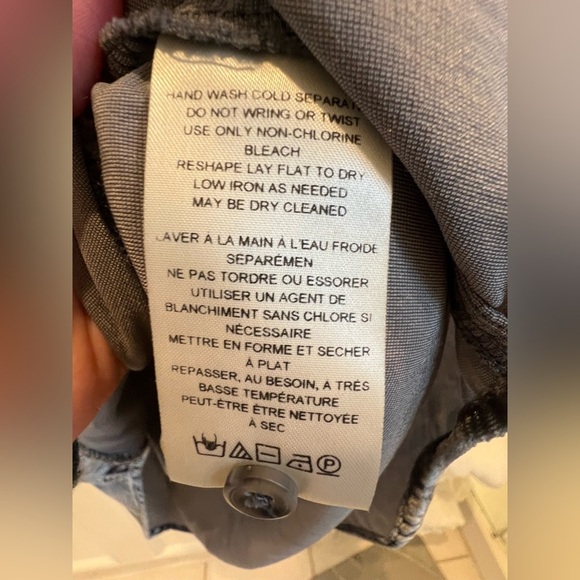 HAND WASH COLD SEPARAT
DO NOT WRING OR TWIST
USE ONLY NON-CHLORINE
BLEACH
RESHAPE LAY FLAT TO DRY
LOW IRON AS NEEDED
MAY BE DRY CLEANED
LAVER À LA MAIN À L'EAU FROIDE
SÉPARÉMEN
NE PAS TORDRE OU ESSORER
UTILISER UN AGENT DE
BLANCHIMENT SANS CHLORE SI
NÉCESSAIRE
METTRE EN FORME ET SECHER
À PLAT
REPASSER, AU BESOIN, A TRÈS
BASSE TEMPÉRATURE
PEUT-ÊTRE ÊTRE NETTOYÉE
À SEC
P